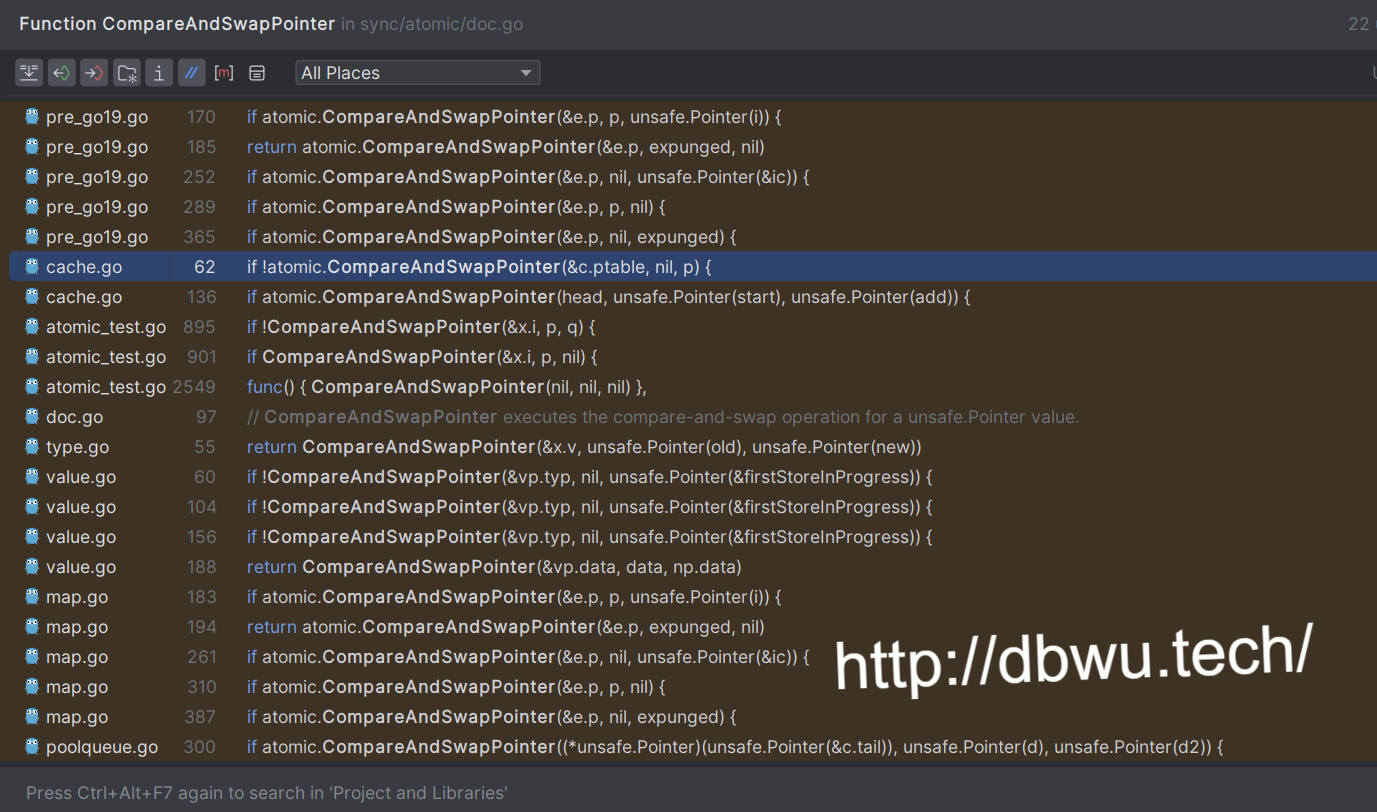 Function CompareAndSwapPointer in sync/atomic/doc.go 22
All Places
pre_go19.go 170 if atomic.CompareAndSwapPointer(&e.p, p, unsafe.Pointer(i)) {
pre_go19.go 185 return atomic.CompareAndSwapPointer(&e.p, expunged, nil)
pre_go19.go 252 if atomic.CompareAndSwapPointer(&e.p, nil, unsafe.Pointer(&ic)) {
pre_go19.go 289 if atomic.CompareAndSwapPointer(&e.p, p, nil) {
pre_go19.go 365 if atomic.CompareAndSwapPointer(&e.p, nil, expunged) {
cache.go 62 if !atomic.CompareAndSwapPointer(&c.ptable, nil, p) {
cache.go 136 if atomic.CompareAndSwapPointer(head, unsafe.Pointer(start), unsafe.Pointer(add)) {
atomic_test.go 895 if !CompareAndSwapPointer(&x.i, p, q) {
atomic_test.go 901 if CompareAndSwapPointer(&x.i, p, nil) {
atomic_test.go 2549 func() { CompareAndSwapPointer(nil, nil, nil) },
doc.go 97 // CompareAndSwapPointer executes the compare-and-swap operation for a unsafe.Pointer value.
type.go 55 return CompareAndSwapPointer(&x.v, unsafe.Pointer(old), unsafe.Pointer(new))
value.go 60 if !CompareAndSwapPointer(&vp.typ, nil, unsafe.Pointer(&firstStoreInProgress)) {
value.go 104 if !CompareAndSwapPointer(&vp.typ, nil, unsafe.Pointer(&firstStoreInProgress)) {
value.go 156 if !CompareAndSwapPointer(&vp.typ, nil, unsafe.Pointer(&firstStoreInProgress)) {
value.go 188 return CompareAndSwapPointer(&vp.data, data, np.data)
map.go 183 if atomic.CompareAndSwapPointer(&e.p, p, unsafe.Pointer(i)) {
map.go 194 return atomic.CompareAndSwapPointer(&e.p, expunged, nil)
map.go 261 if atomic.CompareAndSwapPointer(&e.p, nil, unsafe.Pointer(&ic)) {
map.go 310 if atomic.CompareAndSwapPointer(&e.p, p, nil) {
map.go 387 if atomic.CompareAndSwapPointer(&e.p, nil, expunged) {
http://dbwu.tech/
poolqueue.go 300 if atomic.CompareAndSwapPointer((*unsafe.Pointer)(unsafe.Pointer(&c.tail)), unsafe.Pointer(d), unsafe.Pointer(d2)) {
Press Ctrl+Alt+F7 again to search in 'Project and Libraries'